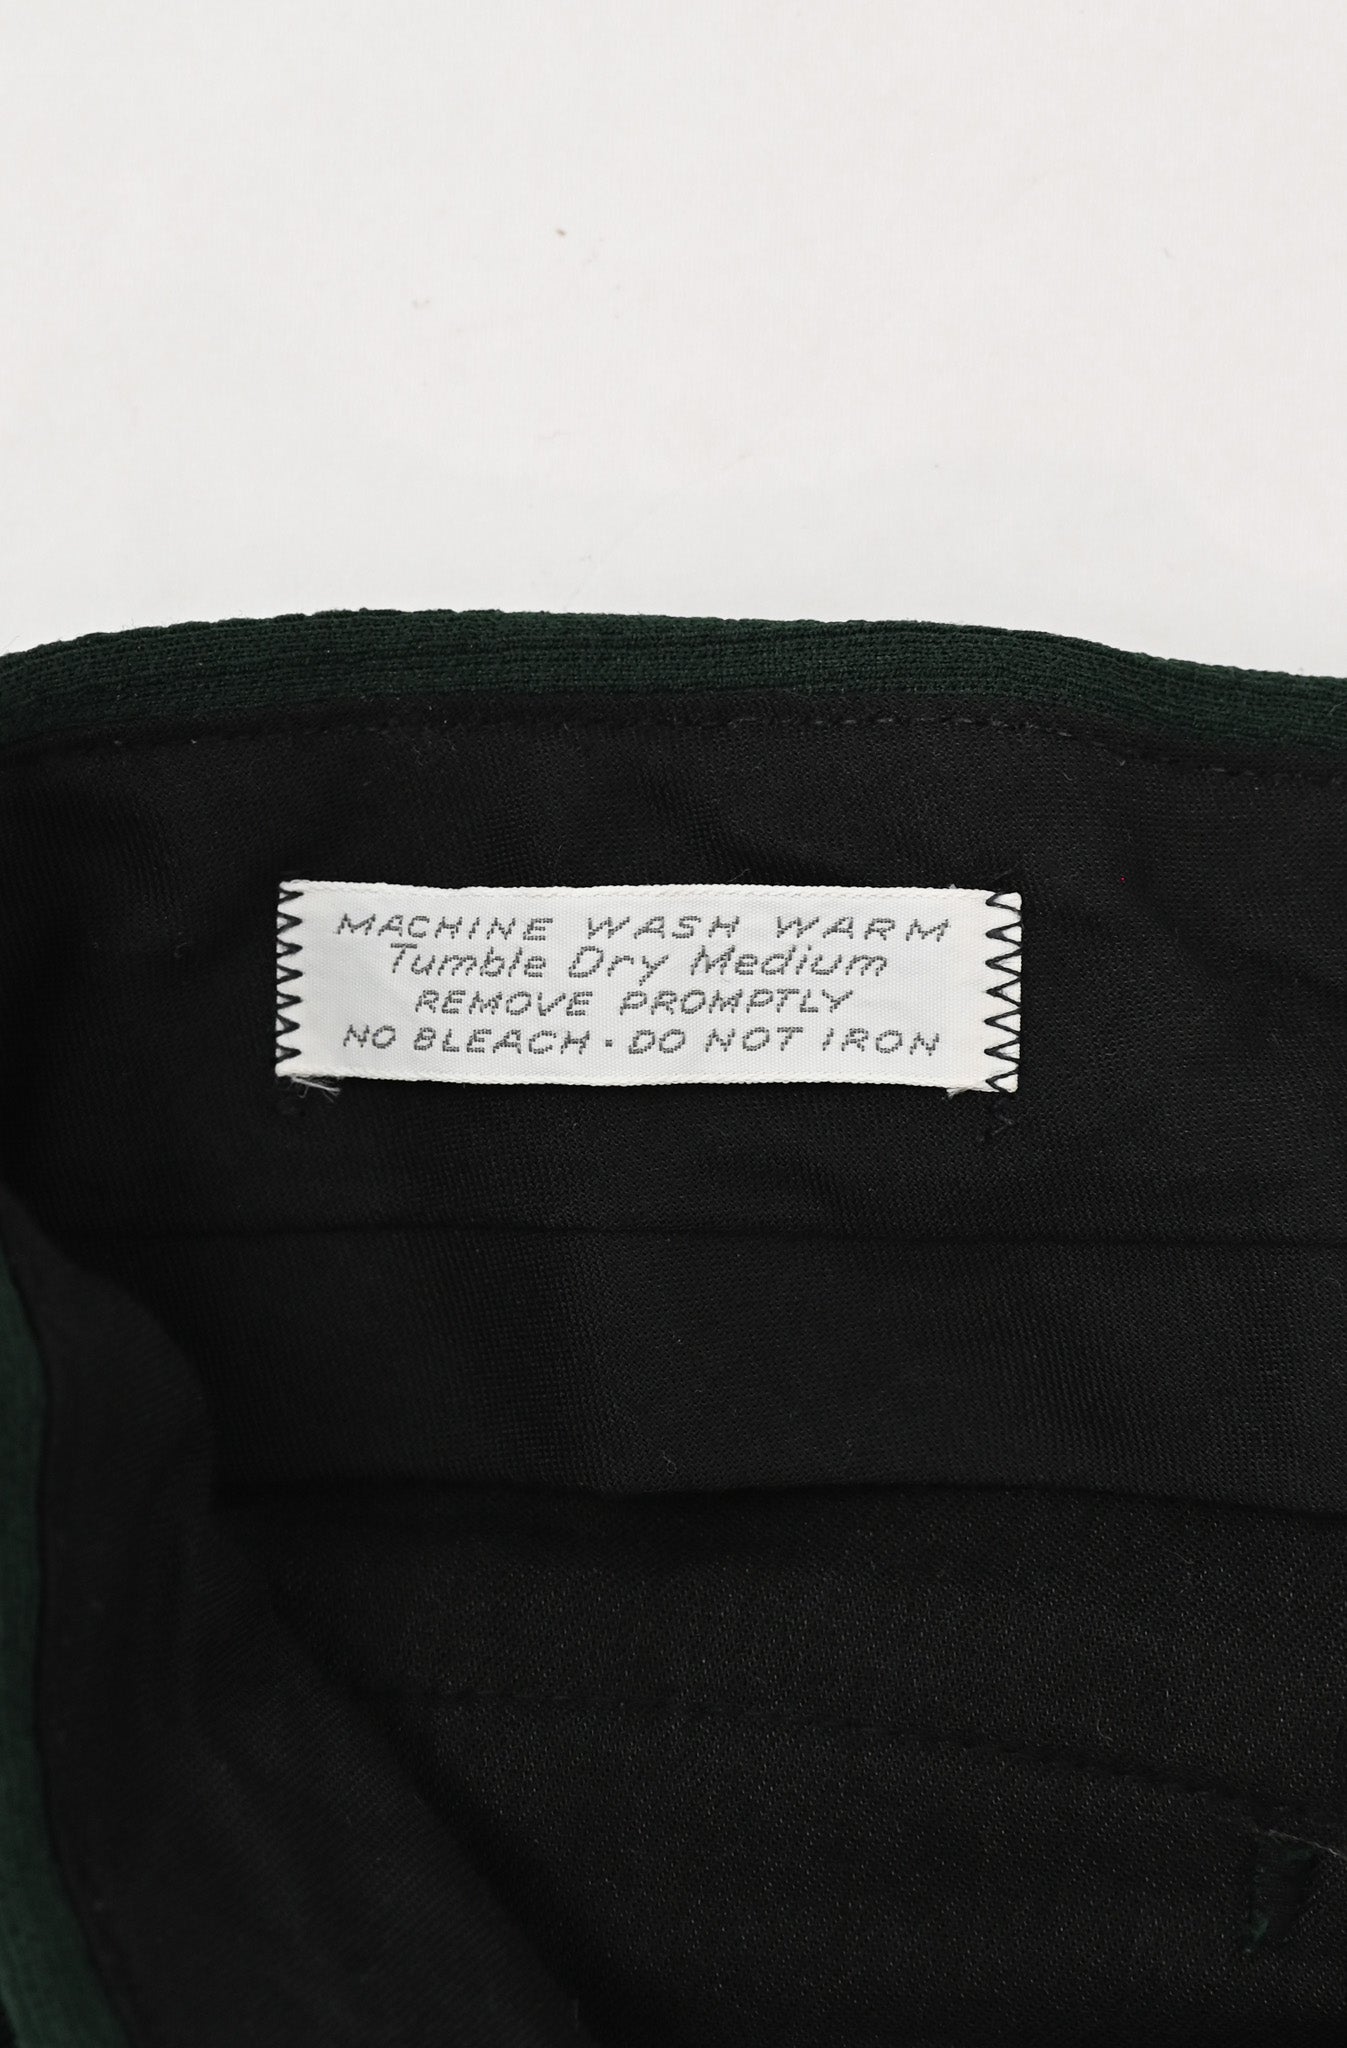 MACHINE WASH WARM
Tumble Dry Medium
REMOVE PROMPTLY
NO BLEACH · DO NOT IRON